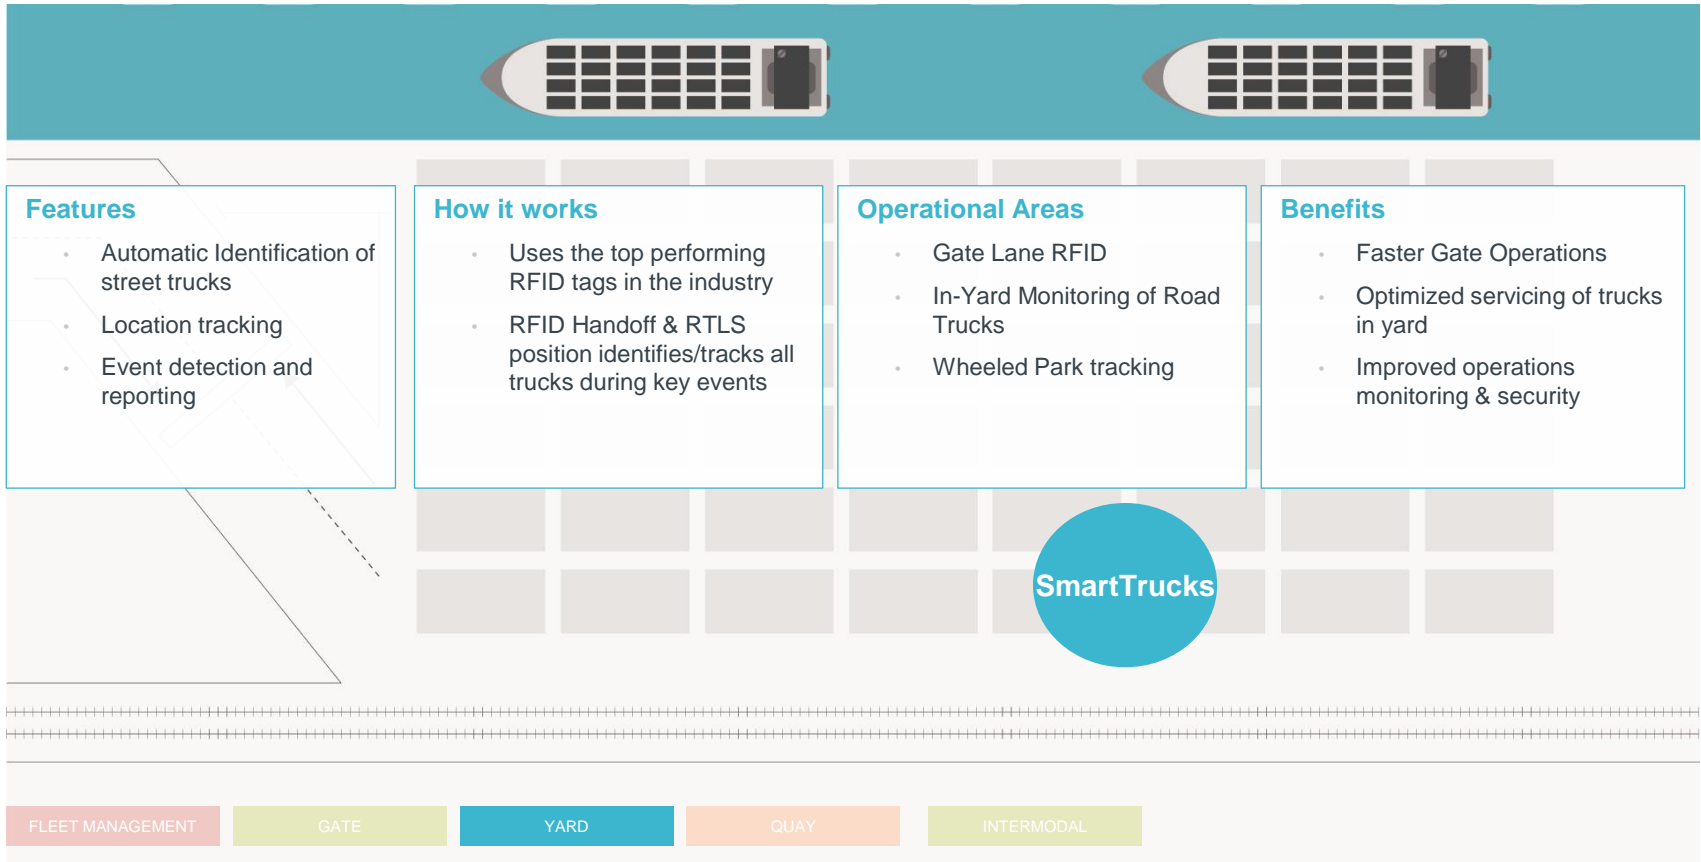 Features
Automatic Identification of
street trucks
Location tracking
Event detection and
reporting
How it works
Uses the top performing
RFID tags in the industry
RFID Handoff & RTLS
position identifies/tracks all
trucks during key events
Operational Areas
Gate Lane RFID
In-Yard Monitoring of Road
Trucks
Wheeled Park tracking
Benefits
Faster Gate Operations
Optimized servicing of trucks
in yard
Improved operations
monitoring & security
SmartTrucks
FLEET MANAGEMENT
GATE
YARD
QUAY
INTERMODAL